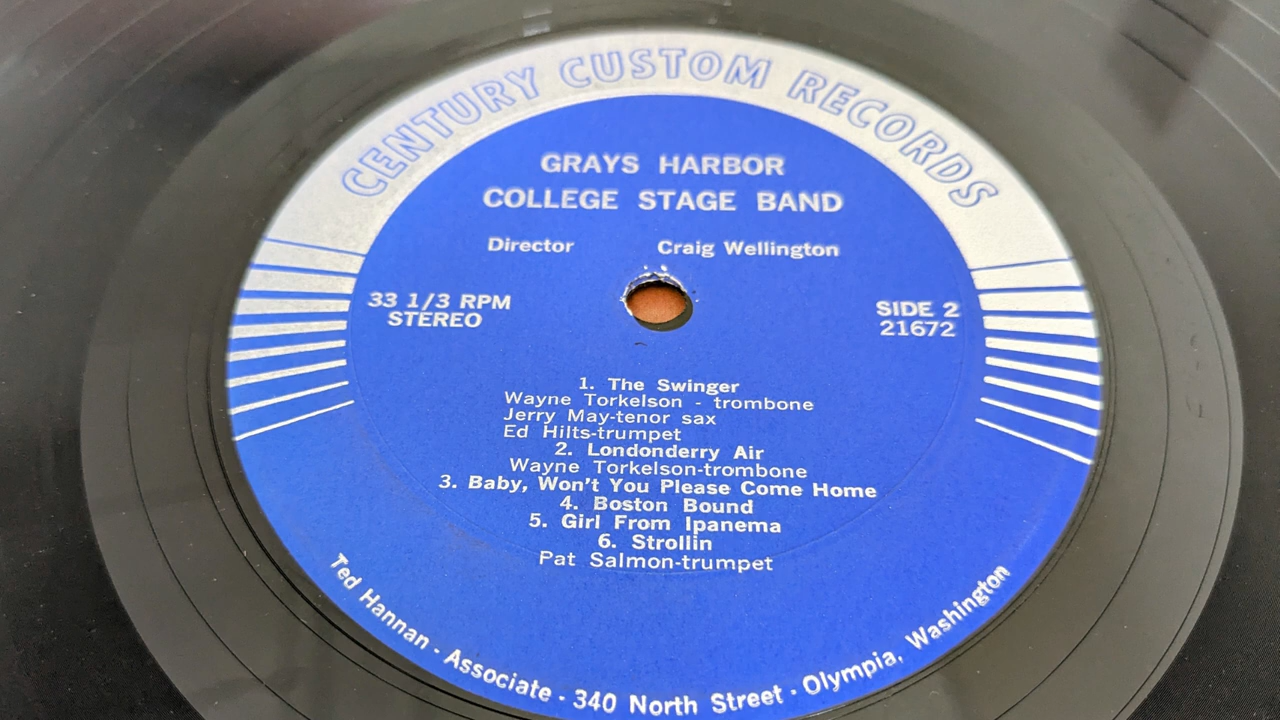 CENTURY CUSTOM RECORDS
GRAYS HARBOR
COLLEGE STAGE BAND
Director Craig Wellington
33 1/3 RPM
STEREO
SIDE 2
21672
1. The Swinger
Wayne Torkelson - trombone
Jerry May-tenor sax
Ed Hilts-trumpet
2. Londonderry Air
Wayne Torkelson-trombone
3. Baby, Won't You Please Come Home
4. Boston Bound
5. Girl From Ipanema
6. Strollin
Pat Salmon-trumpet
Ted Hannan - Associate - 340 North Street - Olympia, Washington